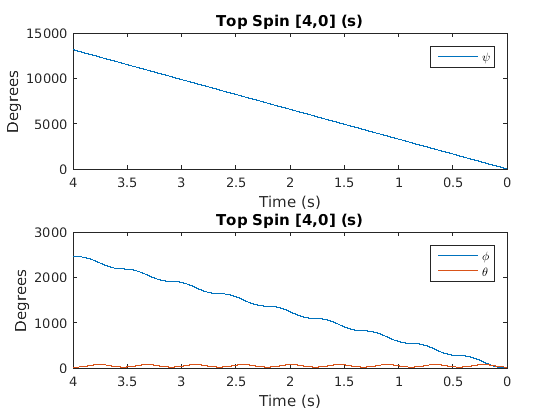 Top Spin [4,0] (s)
15000
10000
5000
0
Degrees
ψ
4 3.5 3 2.5 2 1.5 1 0.5 0
Time (s)
Top Spin [4,0] (s)
3000
2000
1000
0
Degrees
ϕ
θ
4 3.5 3 2.5 2 1.5 1 0.5 0
Time (s)